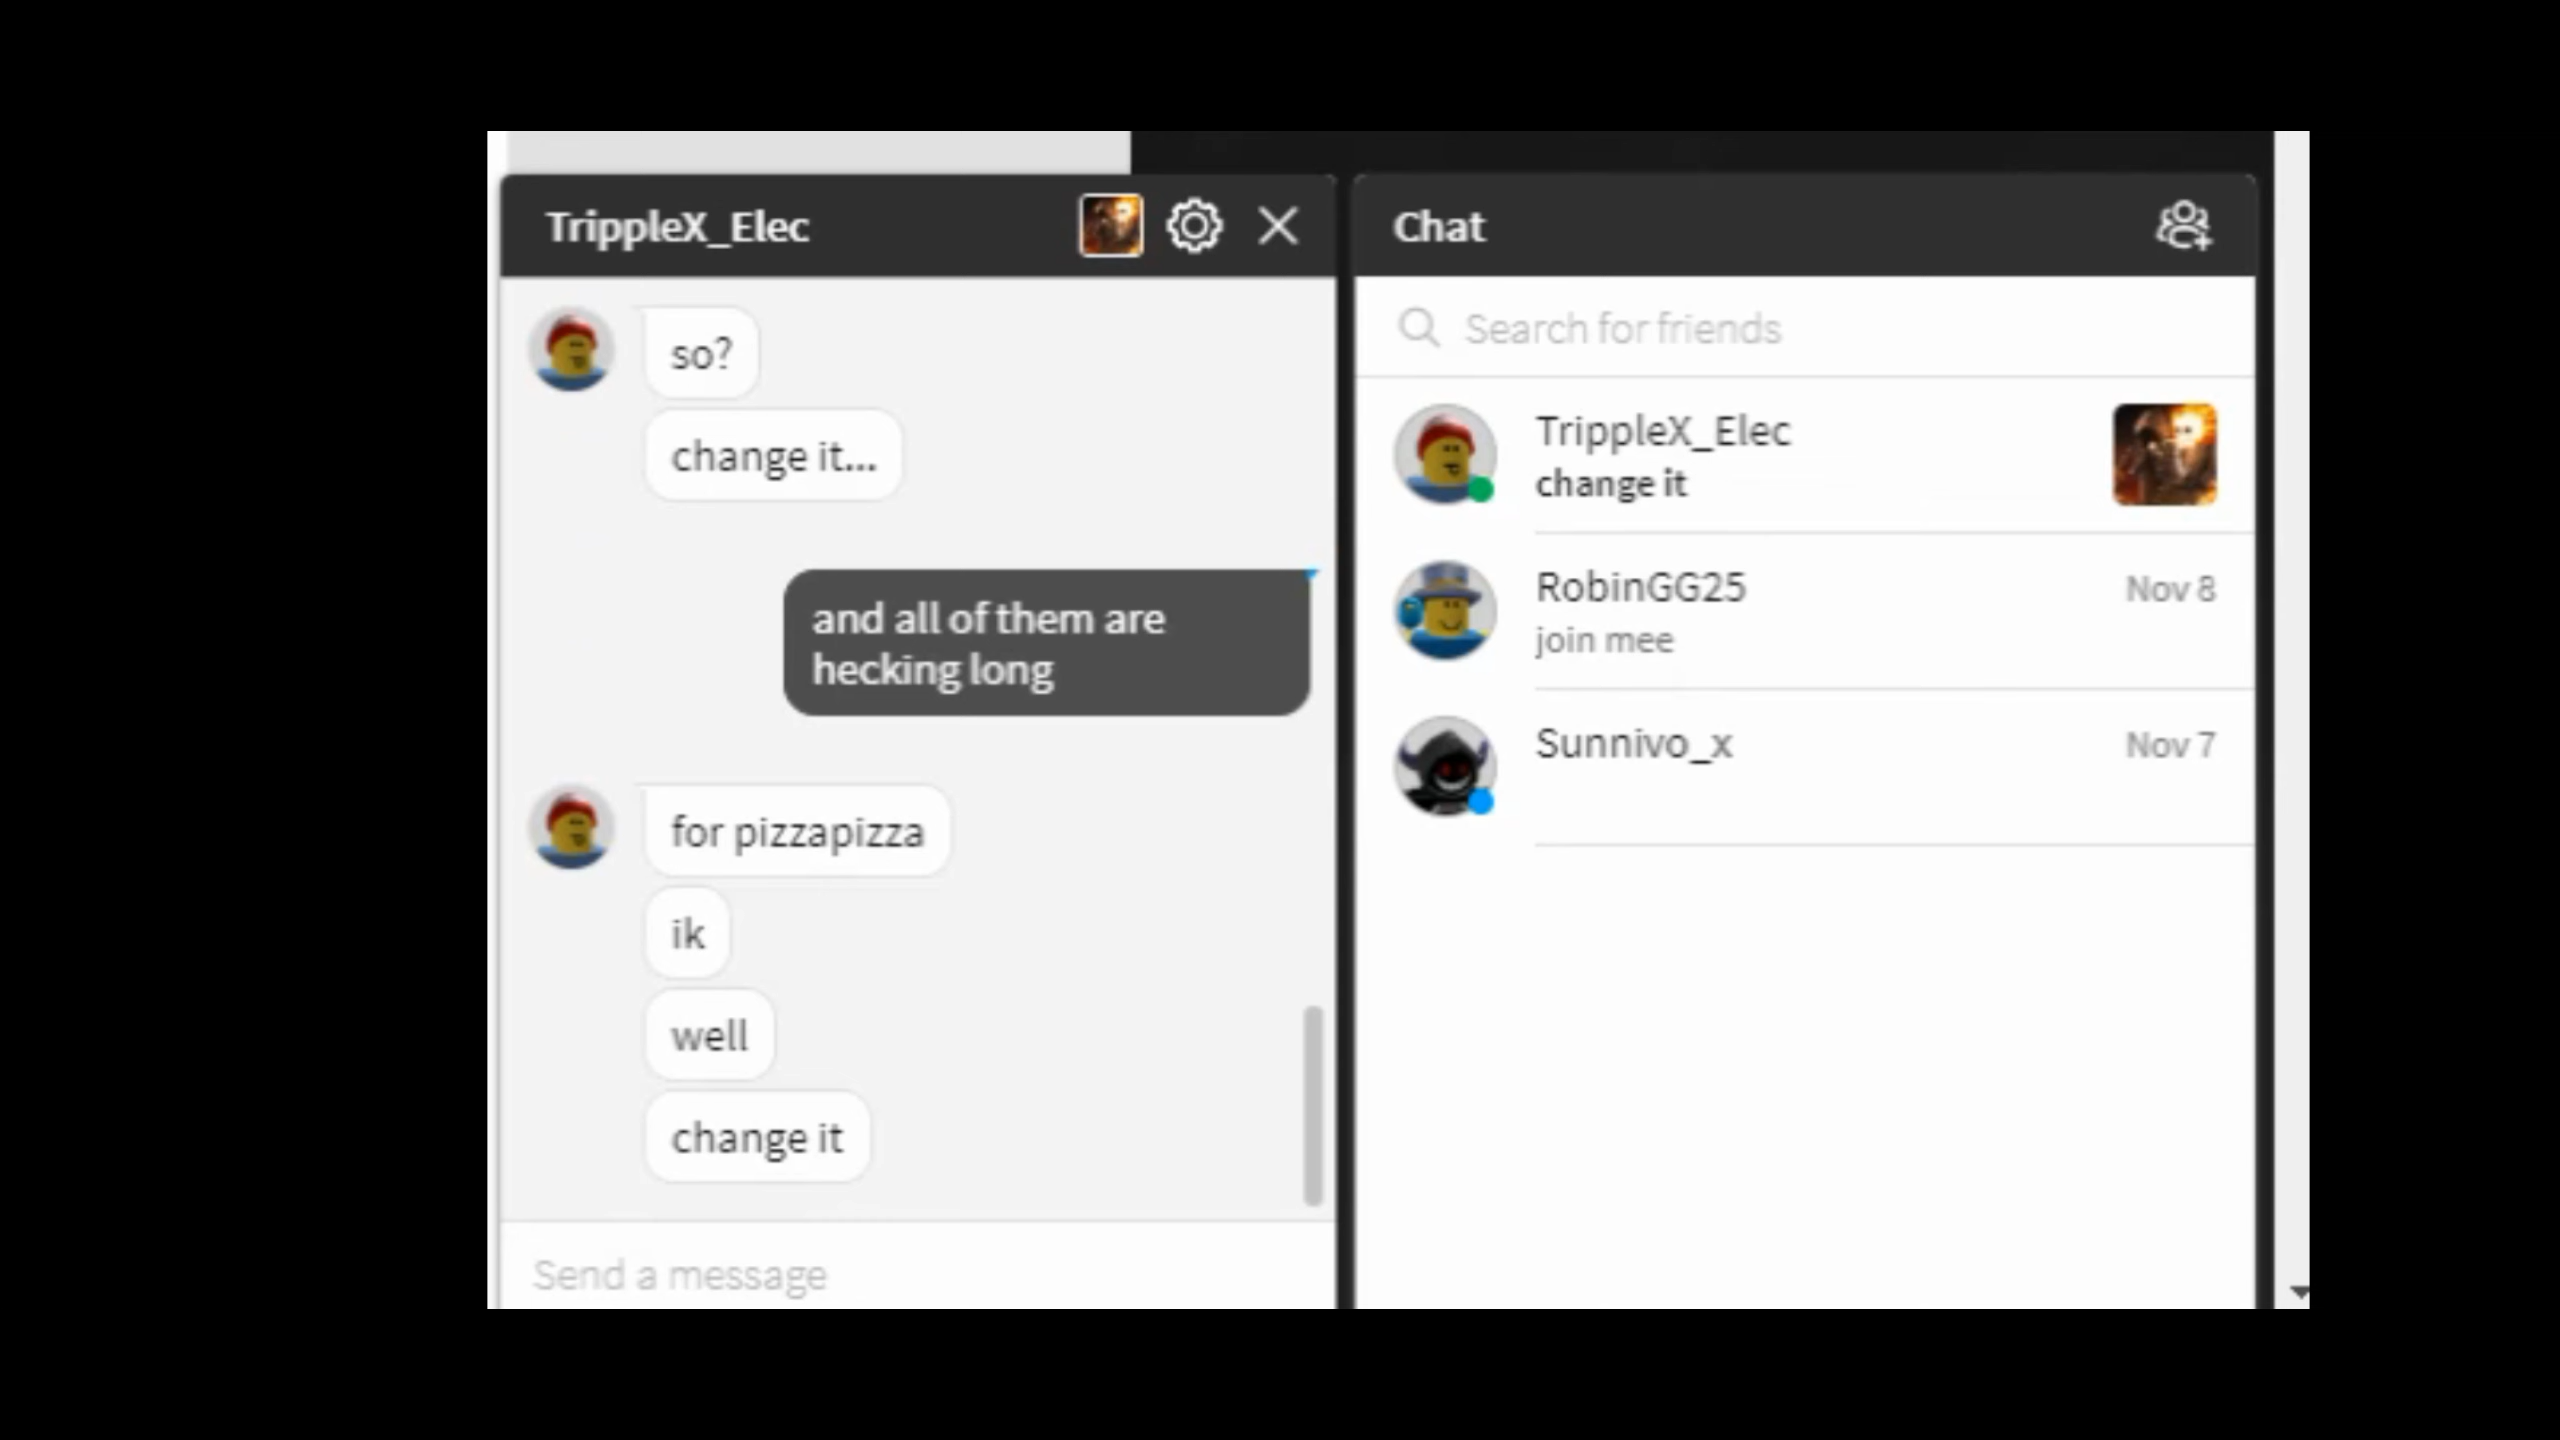 TrippleX_Elec
so?
change it...
and all of them are
hecking long
for pizzapizza
ik
well
change it
Send a message
Chat
Search for friends
TrippleX_Elec
change it
RobinGG25
Nov 8
join mee
Sunnivo_x
Nov 7